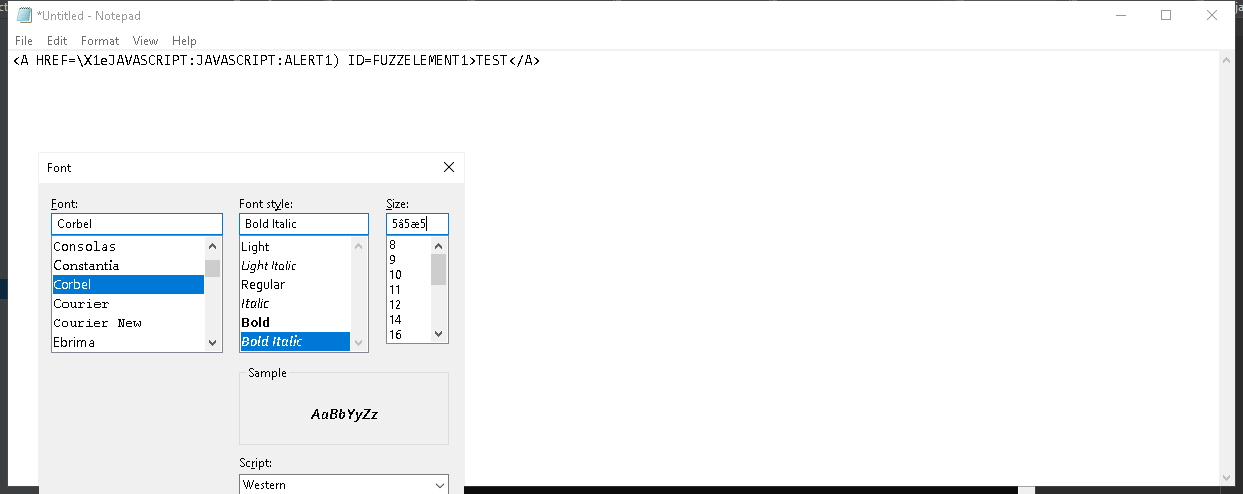 *Untitled - Notepad
File Edit Format View Help
<A HREF=\X1eJAVASCRIPT:JAVASCRIPT:ALERT1) ID=FUZZELEMENT1>TEST</A>
Font
Font: Font style: Size:
Corbel Bold Italic 5â5æ5
Consolas Light 8
Constantia Light Italic 9
Corbel Regular 10
Courier Italic 11
Courier New Bold 12
Ebrima Bold Italic 14
16
Sample
AaBbYyZz
Script:
Western